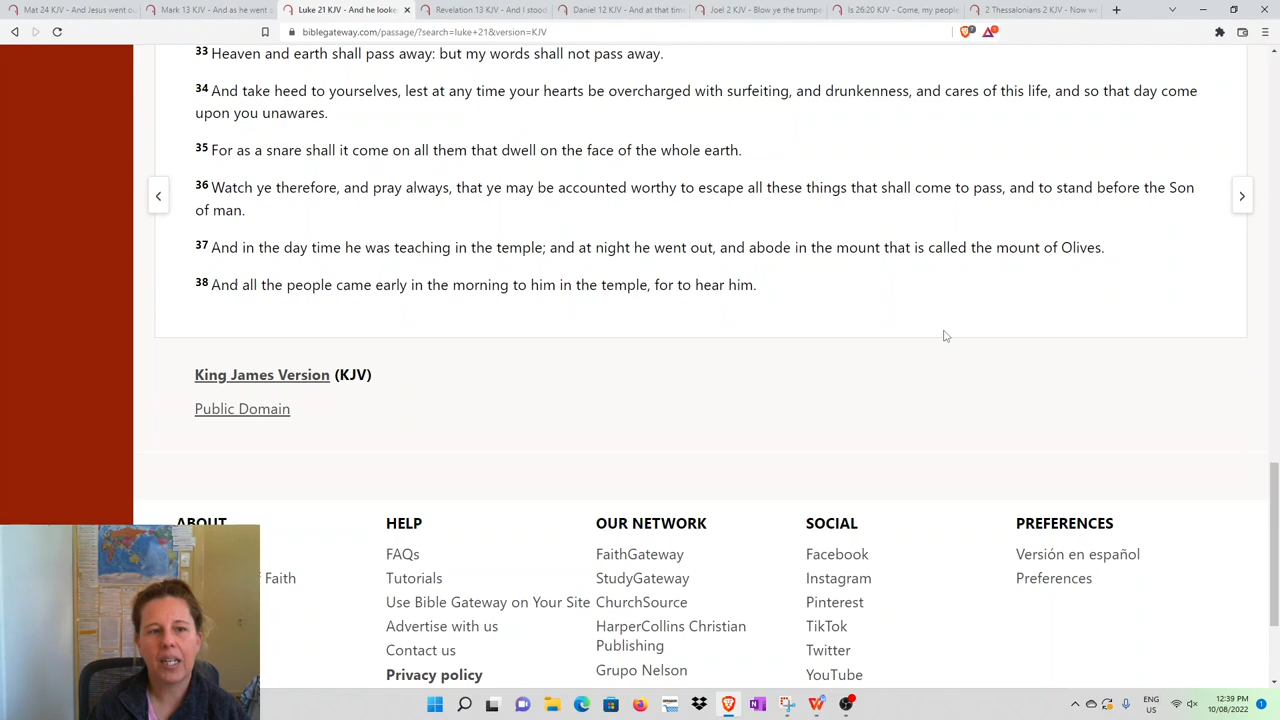 Mat 24 KJV - And Jesus went o
Mark 13 KJV - And as he went
Luke 21 KJV - And he looke
Revelation 13 KJV - And I stood
Daniel 12 KJV - And at that time
Joel 2 KJV - Blow ye the trumpe
Is 26:20 KJV - Come, my people
2 Thessalonians 2 KJV - Now w
biblegateway.com/passage/?search=luke+21&version=KJV
33 Heaven and earth shall pass away: but my words shall not pass away.
34 And take heed to yourselves, lest at any time your hearts be overcharged with surfeiting, and drunkenness, and cares of this life, and so that day come
upon you unawares.
35 For as a snare shall it come on all them that dwell on the face of the whole earth.
36 Watch ye therefore, and pray always, that ye may be accounted worthy to escape all these things that shall come to pass, and to stand before the Son
of man.
37 And in the day time he was teaching in the temple; and at night he went out, and abode in the mount that is called the mount of Olives.
38 And all the people came early in the morning to him in the temple, for to hear him.
King James Version (KJV)
Public Domain
ABOUT
Faith
HELP
FAQs
Tutorials
Use Bible Gateway on Your Site
Advertise with us
Contact us
Privacy policy
OUR NETWORK
FaithGateway
StudyGateway
ChurchSource
HarperCollins Christian
Publishing
Grupo Nelson
SOCIAL
Facebook
Instagram
Pinterest
TikTok
Twitter
YouTube
PREFERENCES
Versión en español
Preferences
ENG
US
12:39 PM
10/08/2022